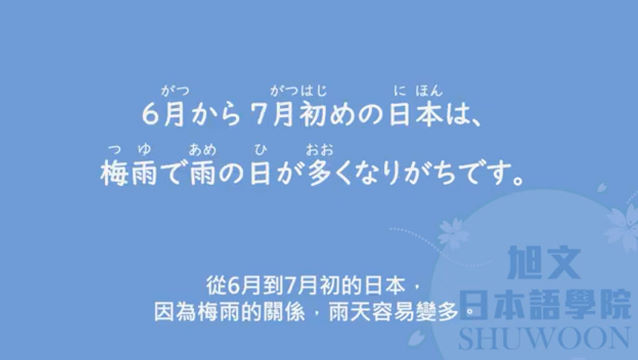 がつ がつはじ に ほん
6月から7月初めの日本は、
つ ゆ あめ ひ おお
梅雨で雨の日が多くなりがちです。
從6月到7月初的日本，
因為梅雨的關係，雨天容易變多。
旭文
日本語學院
SHUWOON